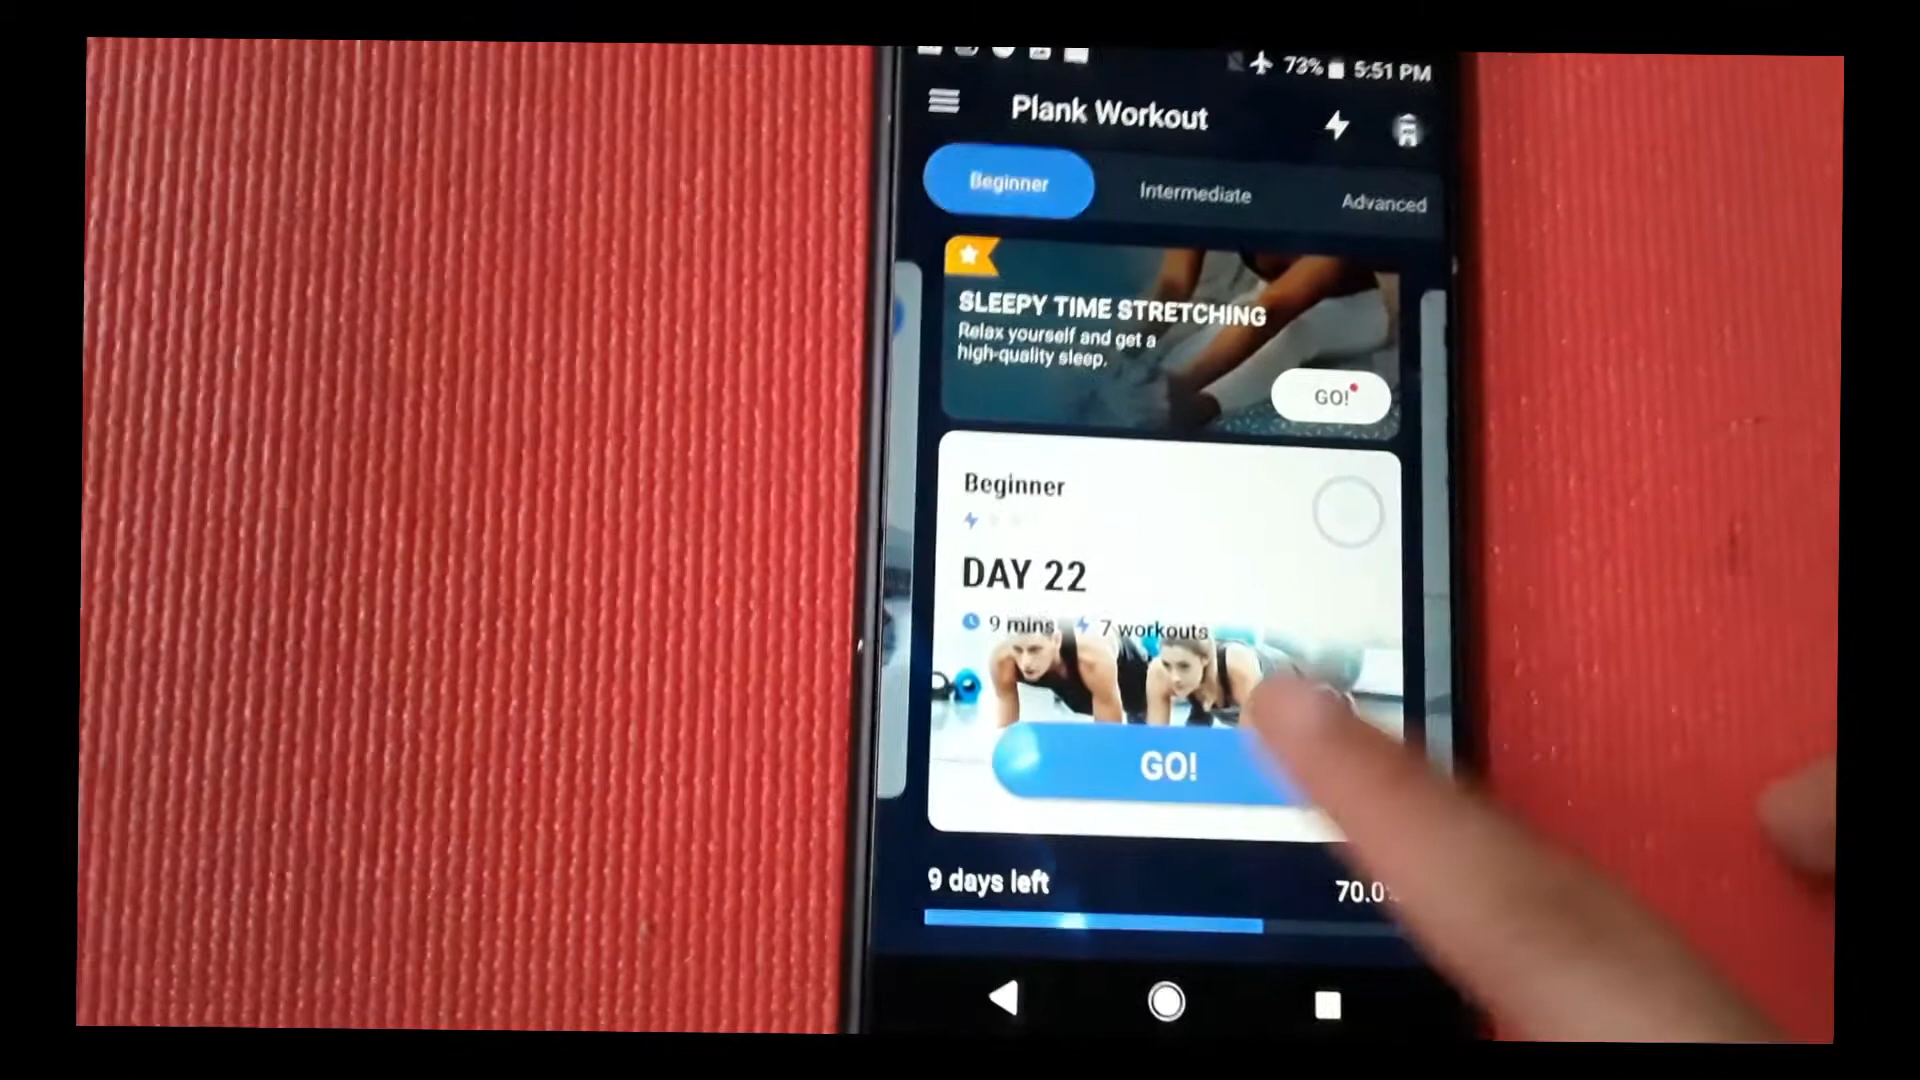 73% 5:51 PM
Plank Workout
Beginner Intermediate Advanced
SLEEPY TIME STRETCHING
Relax yourself and get a
high-quality sleep.
GO!
Beginner
DAY 22
9 mins 7 workouts
GO!
9 days left 70.0